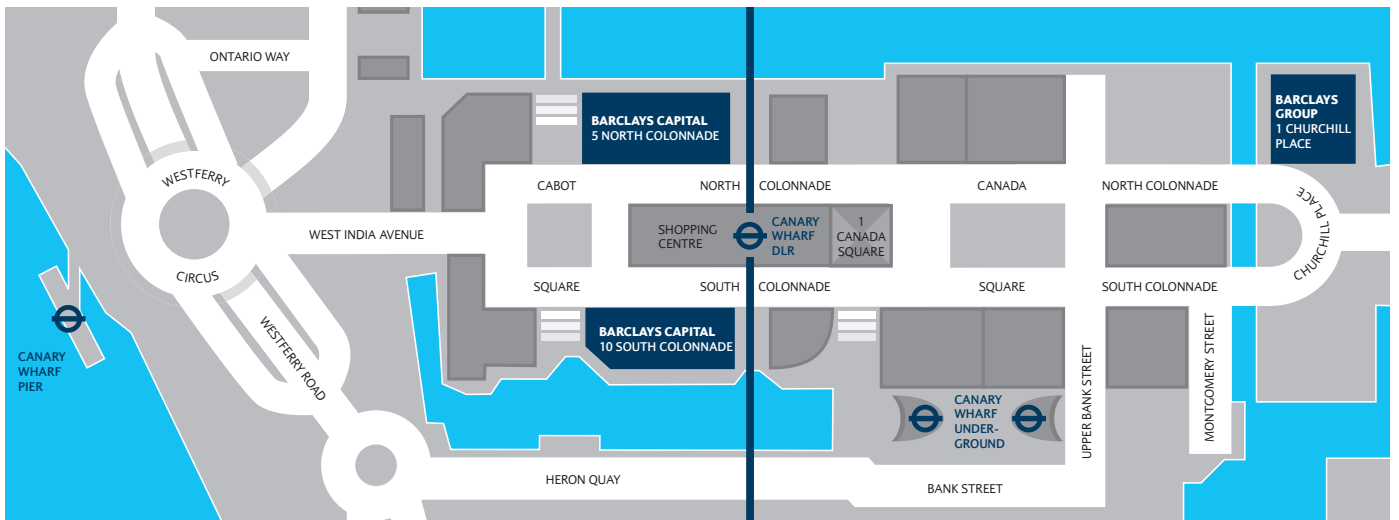 ONTARIO WAY
BARCLAYS CAPITAL
5 NORTH COLONNADE
BARCLAYS
GROUP
1 CHURCHILL
PLACE
WESTFERRY
CIRCUS
CABOT
NORTH
COLONNADE
CANADA
NORTH COLONNADE
CHURCHILL PLACE
WEST INDIA AVENUE
SHOPPING
CENTRE
CANARY
WHARF
DLR
1
CANADA
SQUARE
CHURCHILL PLACE
SQUARE
SOUTH
COLONNADE
SQUARE
SOUTH COLONNADE
WESTFERRY ROAD
BARCLAYS CAPITAL
10 SOUTH COLONNADE
CANARY
WHARF
PIER
CANARY
WHARF
UNDER-
GROUND
UPPER BANK STREET
MONTGOMERY STREET
HERON QUAY
BANK STREET